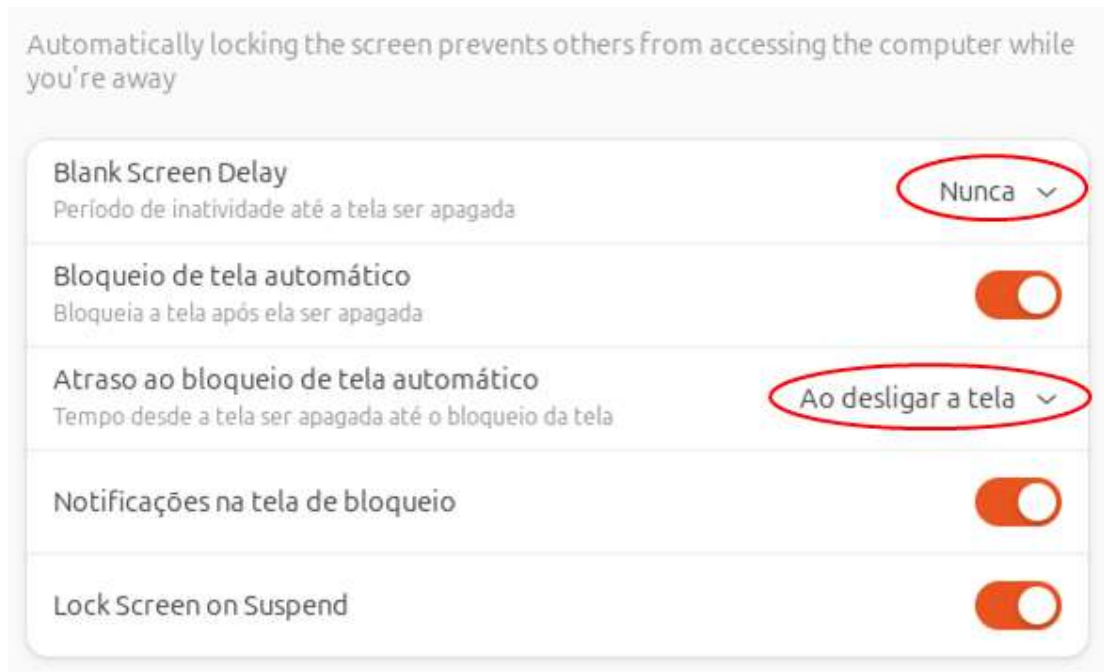 Automatically locking the screen prevents others from accessing the computer while
you're away
Blank Screen Delay
Período de inatividade até a tela ser apagada
Nunca
Bloqueio de tela automático
Bloqueia a tela após ela ser apagada
Atraso ao bloqueio de tela automático
Tempo desde a tela ser apagada até o bloqueio da tela
Ao desligar a tela
Notificações na tela de bloqueio
Lock Screen on Suspend